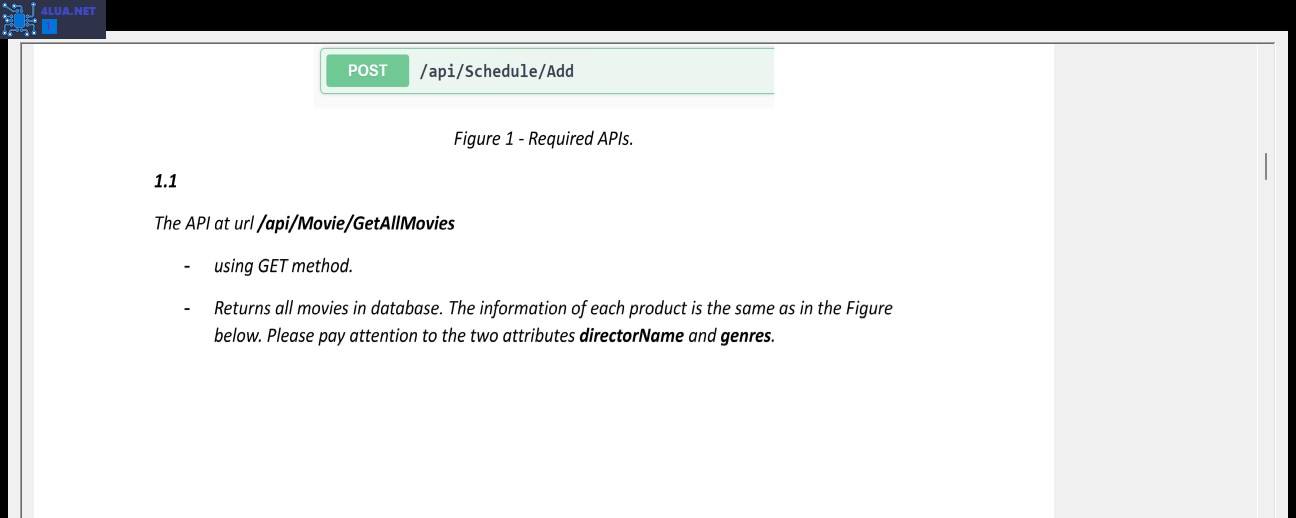 4LUA.NET
POST /api/Schedule/Add
Figure 1 - Required APIs.
1.1
The API at url /api/Movie/GetAllMovies
- using GET method.
- Returns all movies in database. The information of each product is the same as in the Figure
below. Please pay attention to the two attributes directorName and genres.